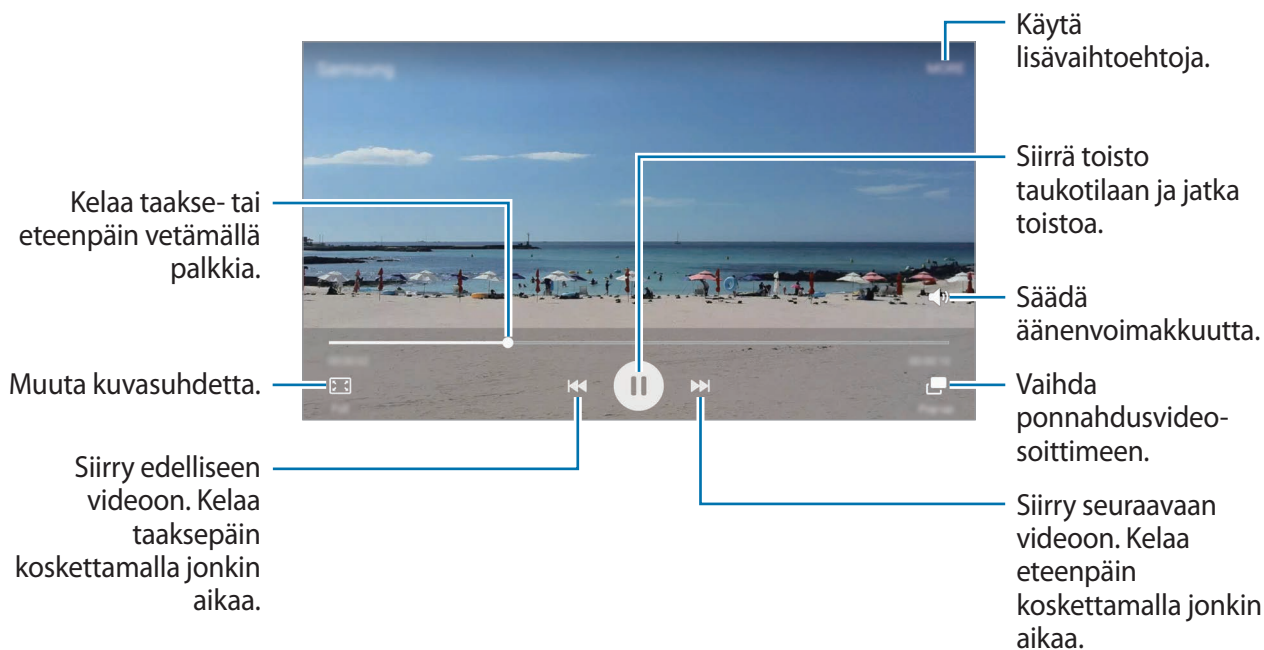 Käytä
lisävaihtoehtoja.
Siirrä toisto
taukotilaan ja jatka
toistoa.
Kelaa taakse- tai
eteenpäin vetämällä
palkkia.
Säädä
äänenvoimakkuutta.
Muuta kuvasuhdetta.
Vaihda
ponnahdusvideo-
soittimeen.
Siirry edelliseen
videoon. Kelaa
taaksepäin
koskettamalla jonkin
aikaa.
Siirry seuraavaan
videoon. Kelaa
eteenpäin
koskettamalla jonkin
aikaa.